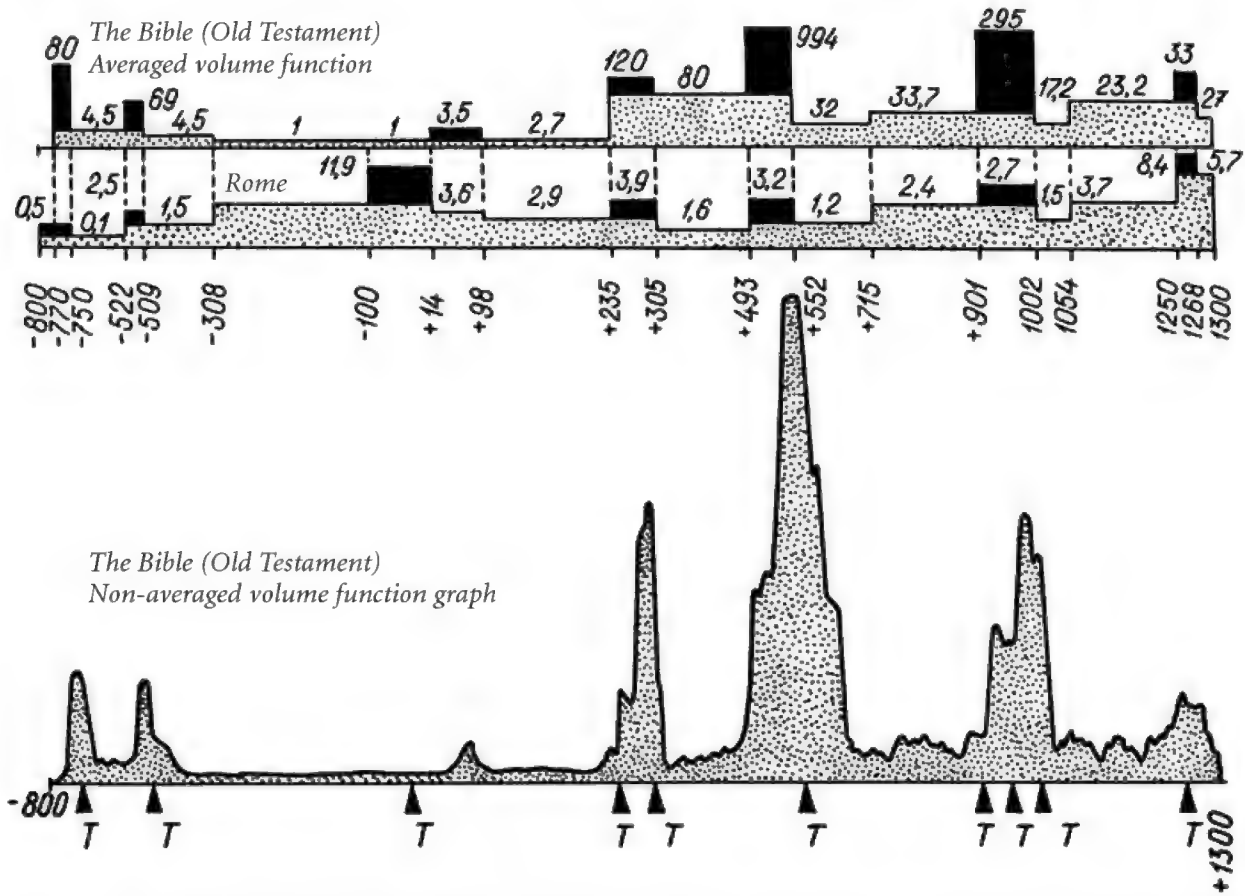 The Bible (Old Testament)
Averaged volume function
80 4,5 69 4,5 1 1 3,5 2,7 120 80 994 32 33,7 295 17,2 23,2 33 27
0,5 2,5 0,1 1,5 Rome 11,9 3,6 2,9 3,9 1,6 3,2 1,2 2,4 2,7 1,5 3,7 8,4 5,7
-800 -770 -750 -522 -509 -308 -100 +14 +98 +235 +305 +493 +552 +715 +901 1002 1054 1250 1268 1300
The Bible (Old Testament)
Non-averaged volume function graph
-800 T T T T T T T T T T +1300